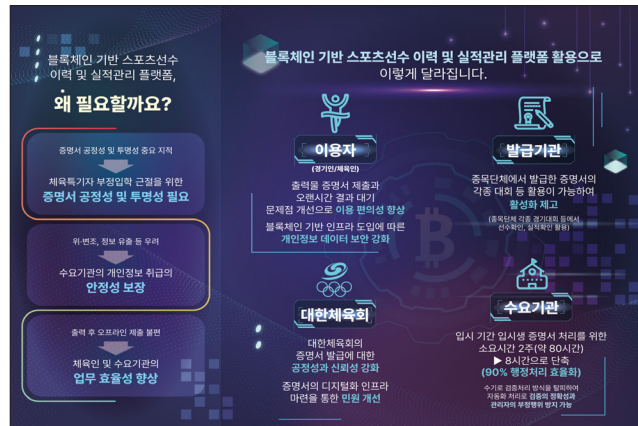 블록체인 기반 스포츠선수
이력 및 실적관리 플랫폼,
왜 필요할까요?
증명서 공정성 및 투명성 중요 지적
체육특기자 부정입학 근절을 위한
증명서 공정성 및 투명성 필요
위·변조, 정보 유출 등 우려
수요기관의 개인정보 취급의
안정성 보장
출력 후 오프라인 제출 불편
체육인 및 수요기관의
업무 효율성 향상
블록체인 기반 스포츠선수 이력 및 실적관리 플랫폼 활용으로
이렇게 달라집니다.
이용자
(경기인/체육인)
출력물 증명서 제출과
오랜시간 결과 대기
문제점 개선으로 이용 편의성 향상
블록체인 기반 인프라 도입에 따른
개인정보 데이터 보안 강화
발급기관
종목단체에서 발급한 증명서의
각종 대회 등 활용이 가능하여
활성화 제고
(종목단체 각종 경기대회 등에서
선수확인, 실적확인 활용)
대한체육회
대한체육회의
증명서 발급에 대한
공정성과 신뢰성 강화
증명서의 디지털화 인프라
마련을 통한 민원 개선
수요기관
입시 기간 입시생 증명서 처리를 위한
소요시간 2주(약 80시간)
▶ 8시간으로 단축
(90% 행정처리 효율화)
수기로 검증처리 방식을 탈피하여
자동화 처리로 검증의 정확성과
관리자의 부정행위 방지 가능